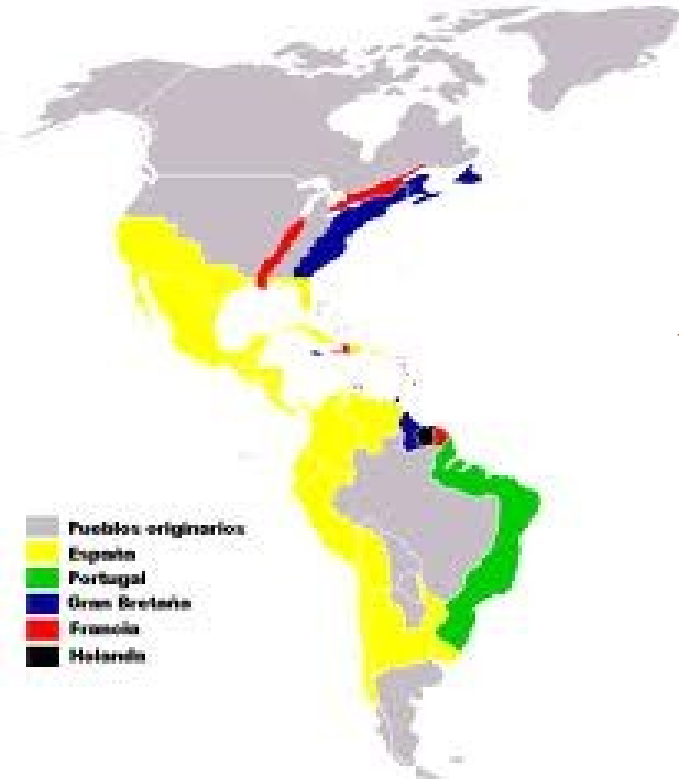 Pueblos originarios
España
Portugal
Gran Bretaña
Francia
Holanda